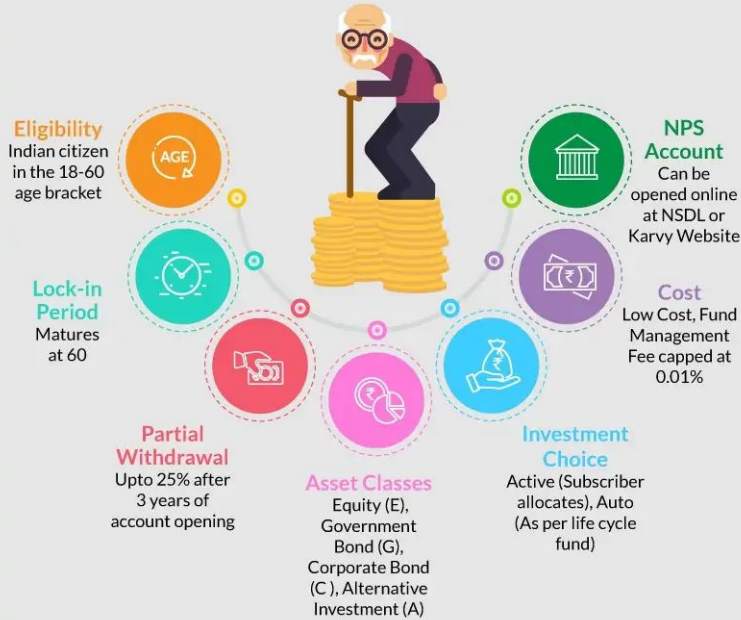 Eligibility
Indian citizen
in the 18-60
age bracket
AGE
Lock-in
Period
Matures
at 60
Partial
Withdrawal
Upto 25% after
3 years of
account opening
Asset Classes
Equity (E),
Government
Bond (G),
Corporate Bond
(C ), Alternative
Investment (A)
₹
Investment
Choice
Active (Subscriber
allocates), Auto
(As per life cycle
fund)
₹
Cost
Low Cost, Fund
Management
Fee capped at
0.01%
₹
NPS
Account
Can be
opened online
at NSDL or
Karvy Website